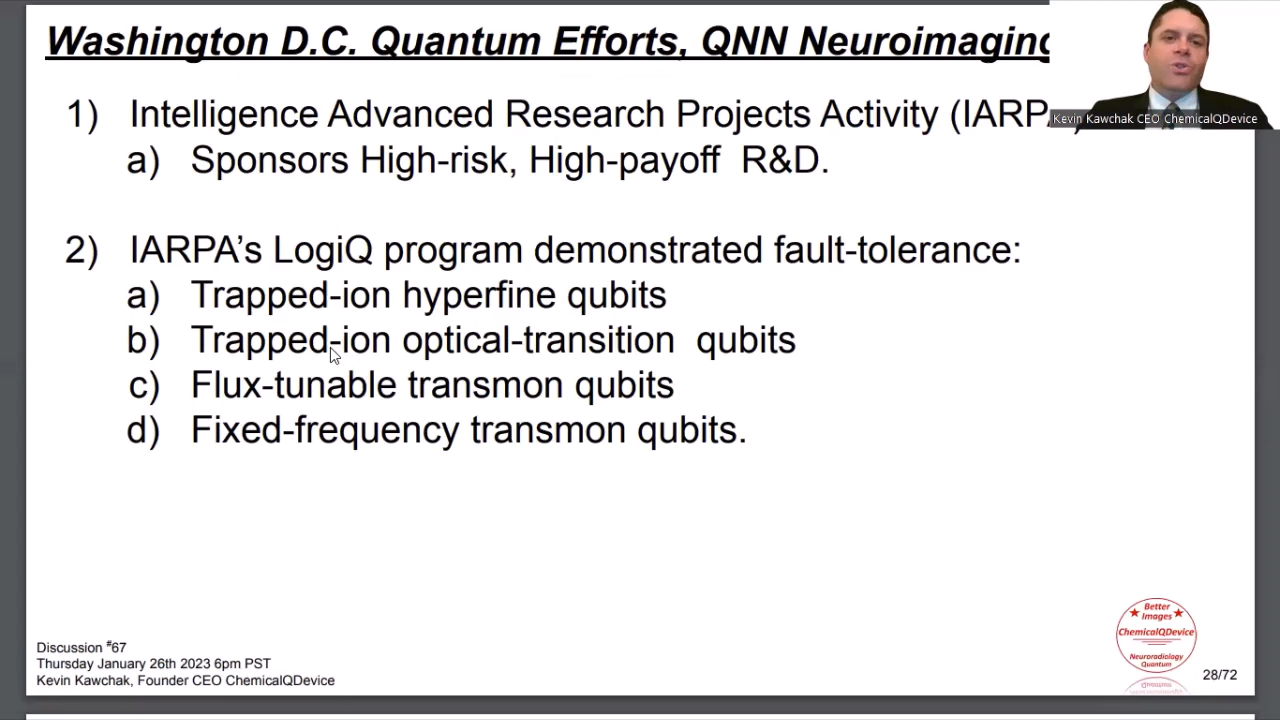 Washington D.C. Quantum Efforts, QNN Neuroimaging
1) Intelligence Advanced Research Projects Activity (IARPA)
a) Sponsors High-risk, High-payoff R&D.
2) IARPA’s LogiQ program demonstrated fault-tolerance:
a) Trapped-ion hyperfine qubits
b) Trapped-ion optical-transition qubits
c) Flux-tunable transmon qubits
d) Fixed-frequency transmon qubits.
Kevin Kawchak CEO ChemicalQDevice
Discussion #67
Thursday January 26th 2023 6pm PST
Kevin Kawchak, Founder CEO ChemicalQDevice
Better
Images
ChemicalQDevice
Neuroradiology
Quantum
28/72